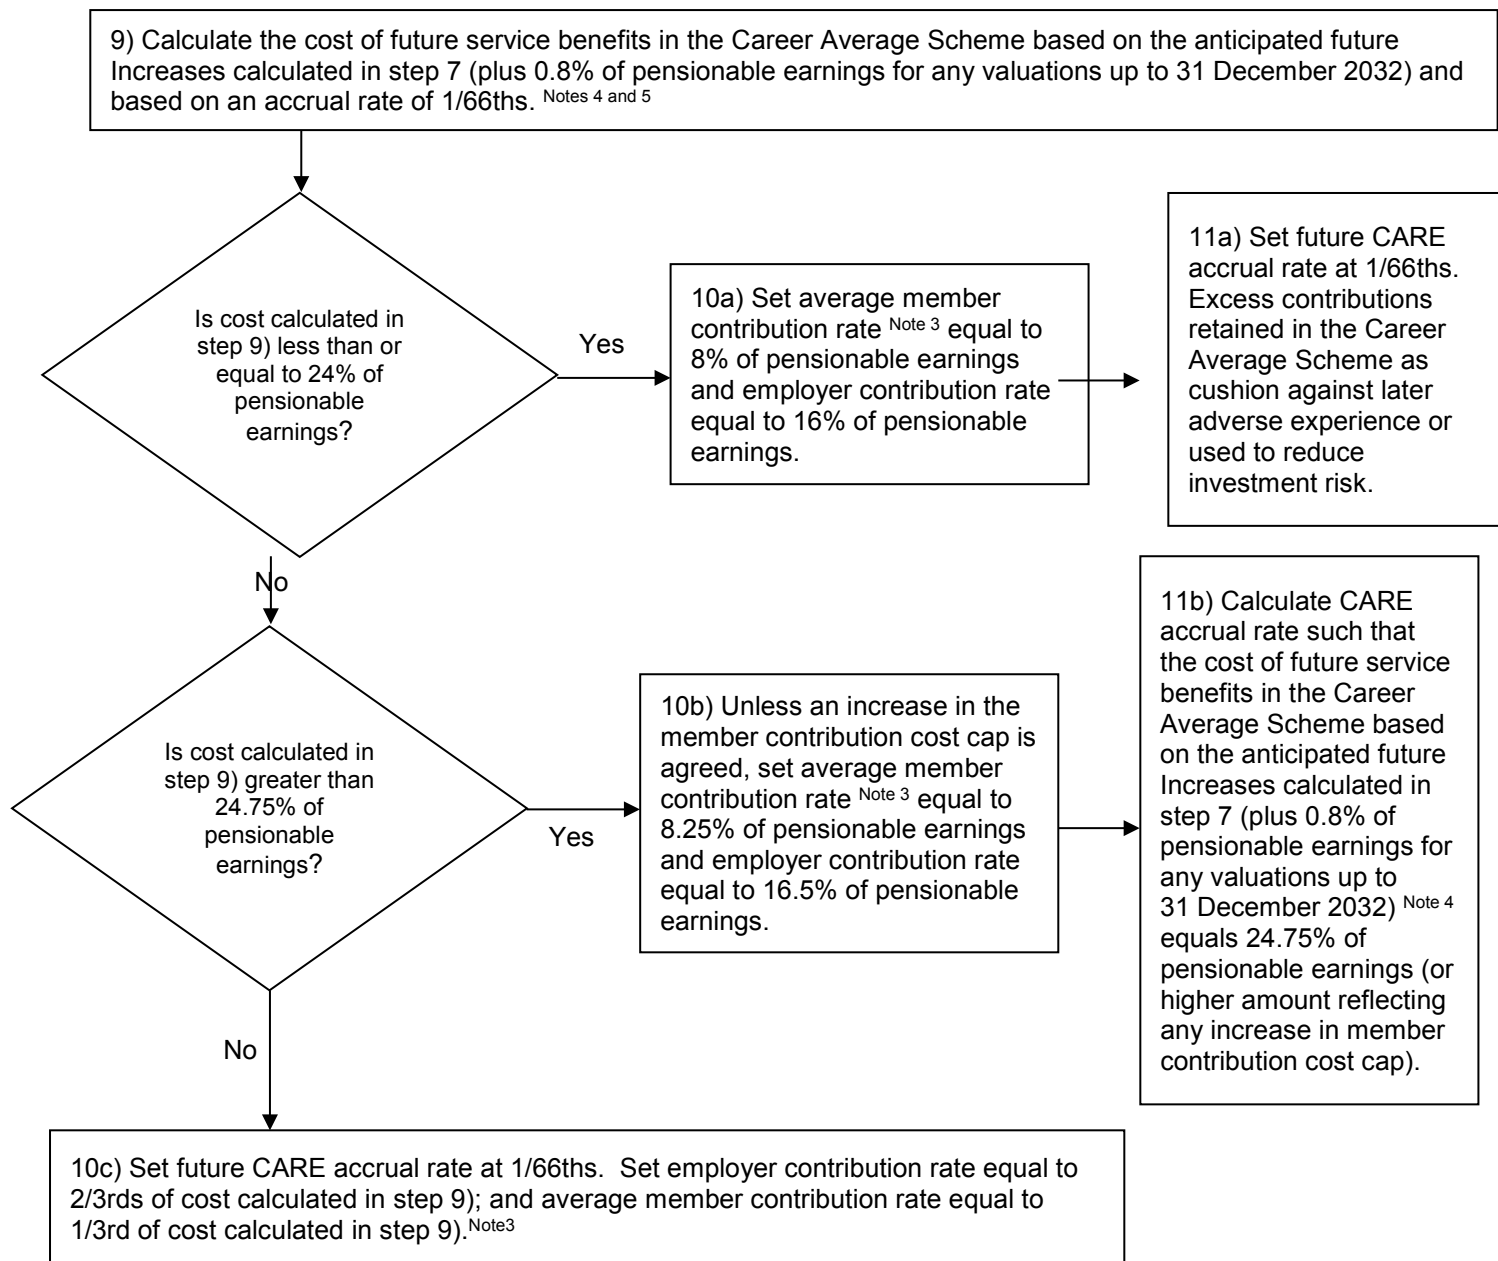 9) Calculate the cost of future service benefits in the Career Average Scheme based on the anticipated future
Increases calculated in step 7 (plus 0.8% of pensionable earnings for any valuations up to 31 December 2032) and
based on an accrual rate of 1/66ths. Notes 4 and 5
Is cost calculated in
step 9) less than or
equal to 24% of
pensionable
earnings?
Yes
10a) Set average member
contribution rate Note 3 equal to
8% of pensionable earnings
and employer contribution rate
equal to 16% of pensionable
earnings.
11a) Set future CARE
accrual rate at 1/66ths.
Excess contributions
retained in the Career
Average Scheme as
cushion against later
adverse experience or
used to reduce
investment risk.
No
Is cost calculated in
step 9) greater than
24.75% of
pensionable
earnings?
Yes
10b) Unless an increase in the
member contribution cost cap is
agreed, set average member
contribution rate Note 3 equal to
8.25% of pensionable earnings
and employer contribution rate
equal to 16.5% of pensionable
earnings.
11b) Calculate CARE
accrual rate such that
the cost of future service
benefits in the Career
Average Scheme based
on the anticipated future
Increases calculated in
step 7 (plus 0.8% of
pensionable earnings for
any valuations up to
31 December 2032) Note 4
equals 24.75% of
pensionable earnings (or
higher amount reflecting
any increase in member
contribution cost cap).
No
10c) Set future CARE accrual rate at 1/66ths.  Set employer contribution rate equal to
2/3rds of cost calculated in step 9); and average member contribution rate equal to
1/3rd of cost calculated in step 9).Note3